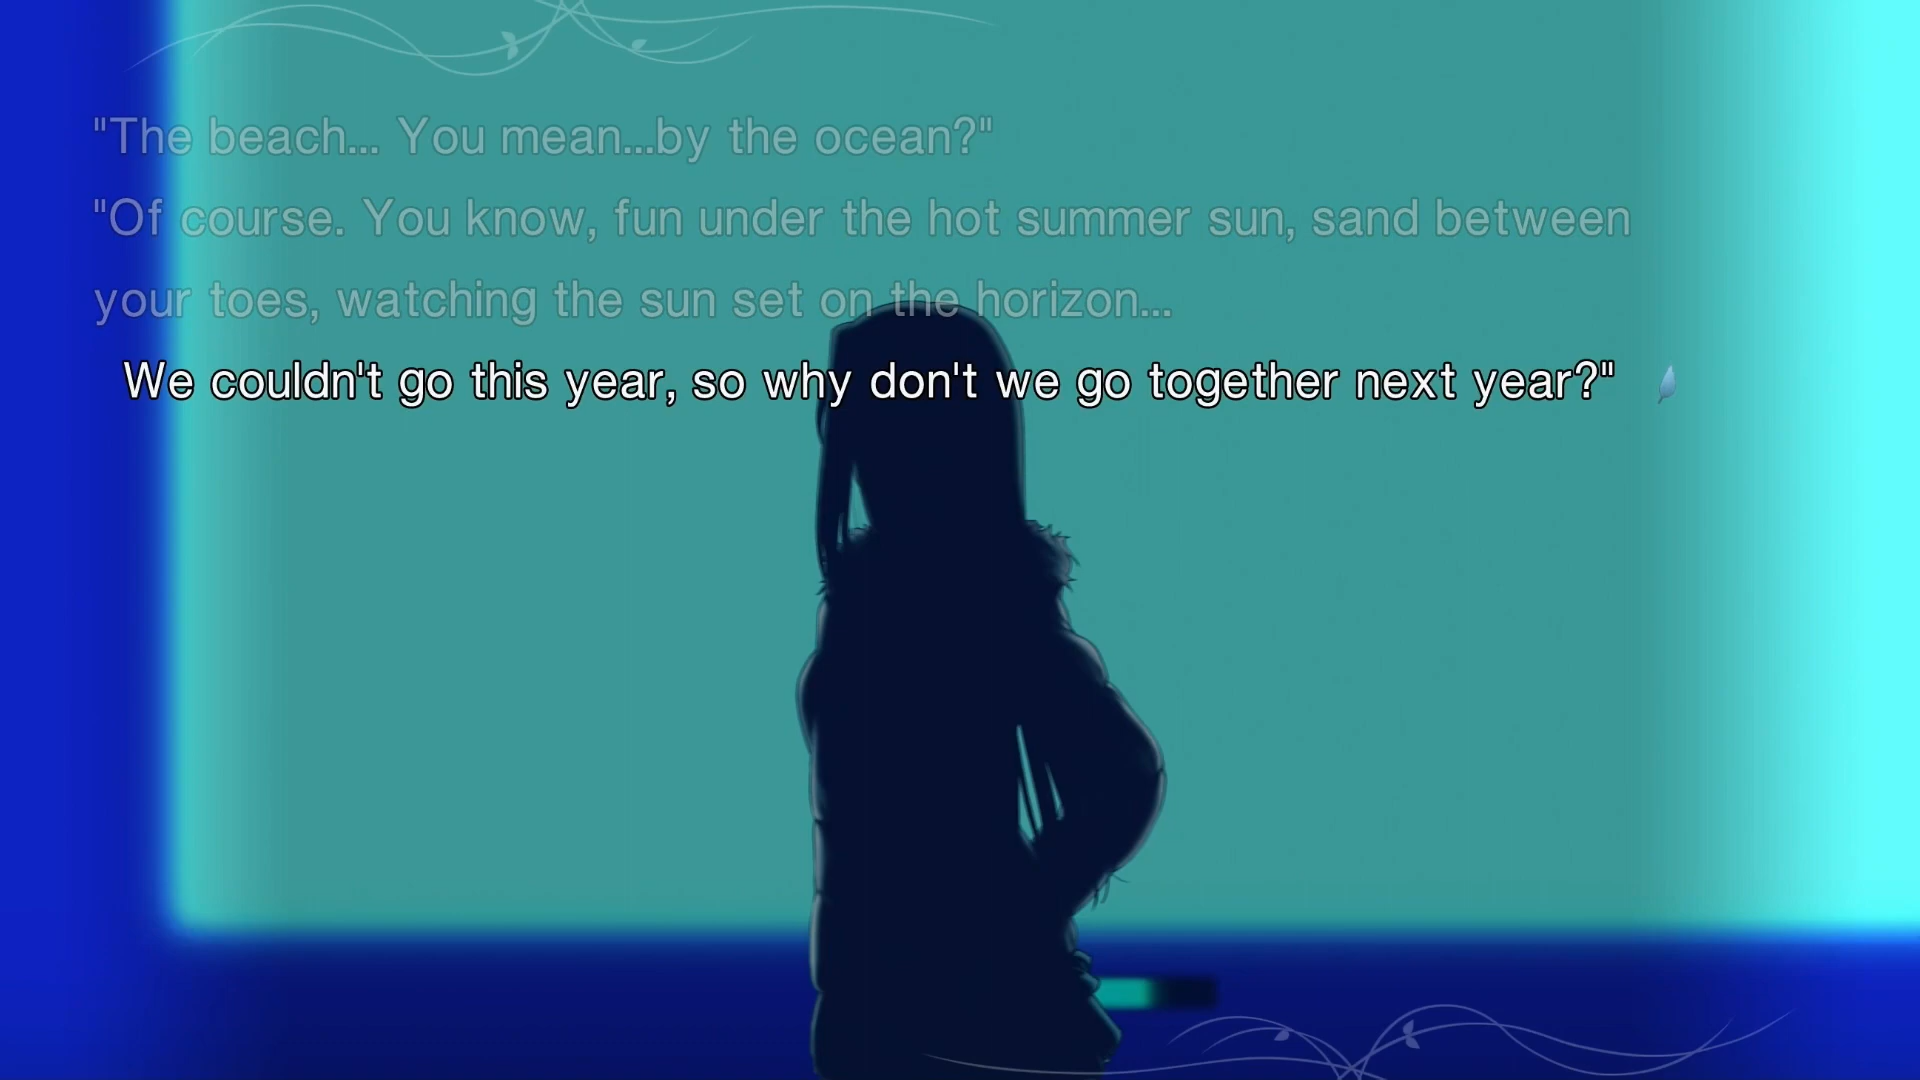 "The beach... You mean...by the ocean?"
"Of course. You know, fun under the hot summer sun, sand between
your toes, watching the sun set on the horizon...
We couldn't go this year, so why don't we go together next year?"